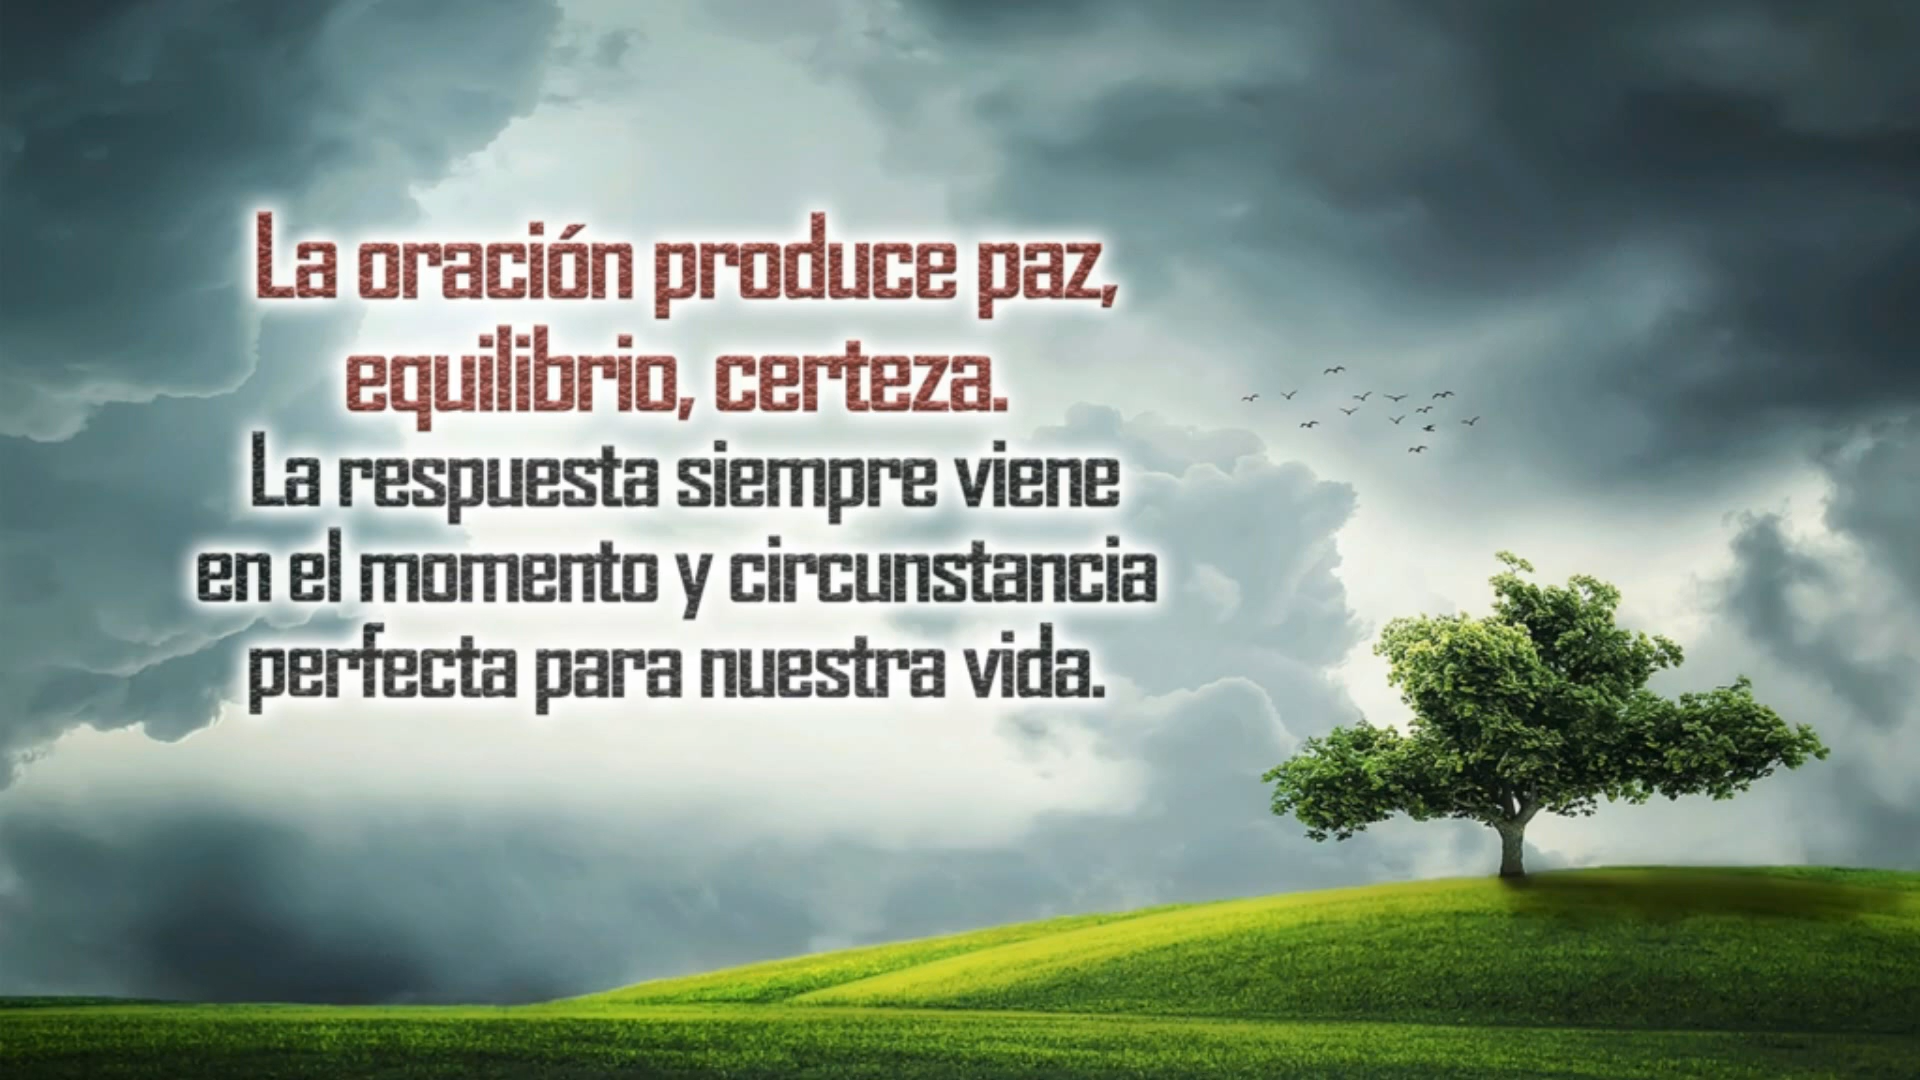 La oración produce paz,
equilibrio, certeza.
La respuesta siempre viene
en el momento y circunstancia
perfecta para nuestra vida.